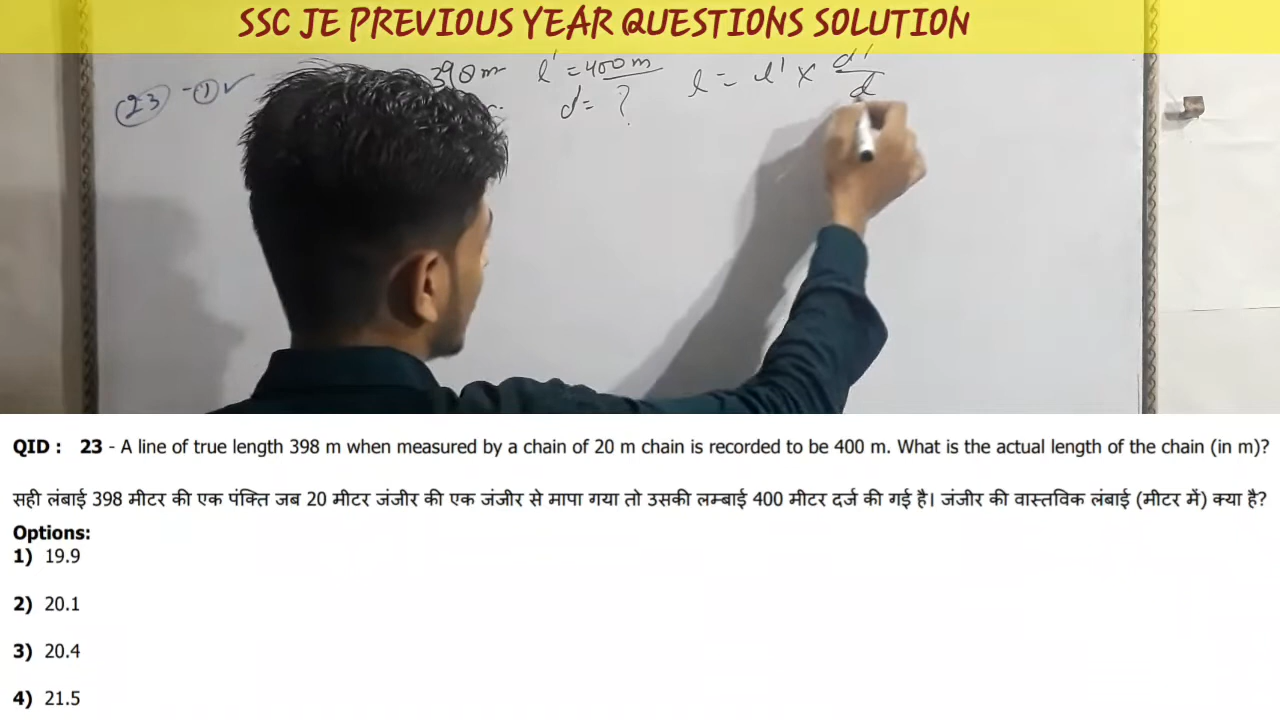 SSC JE PREVIOUS YEAR QUESTIONS SOLUTION
23 - 1 ✓ 398 m l' = 400 m l = l' × d'/d
d = ?
QID : 23 - A line of true length 398 m when measured by a chain of 20 m chain is recorded to be 400 m. What is the actual length of the chain (in m)?
सही लंबाई 398 मीटर की एक पंक्ति जब 20 मीटर जंजीर की एक जंजीर से मापा गया तो उसकी लम्बाई 400 मीटर दर्ज की गई है। जंजीर की वास्तविक लंबाई (मीटर में) क्या है?
Options:
1) 19.9
2) 20.1
3) 20.4
4) 21.5